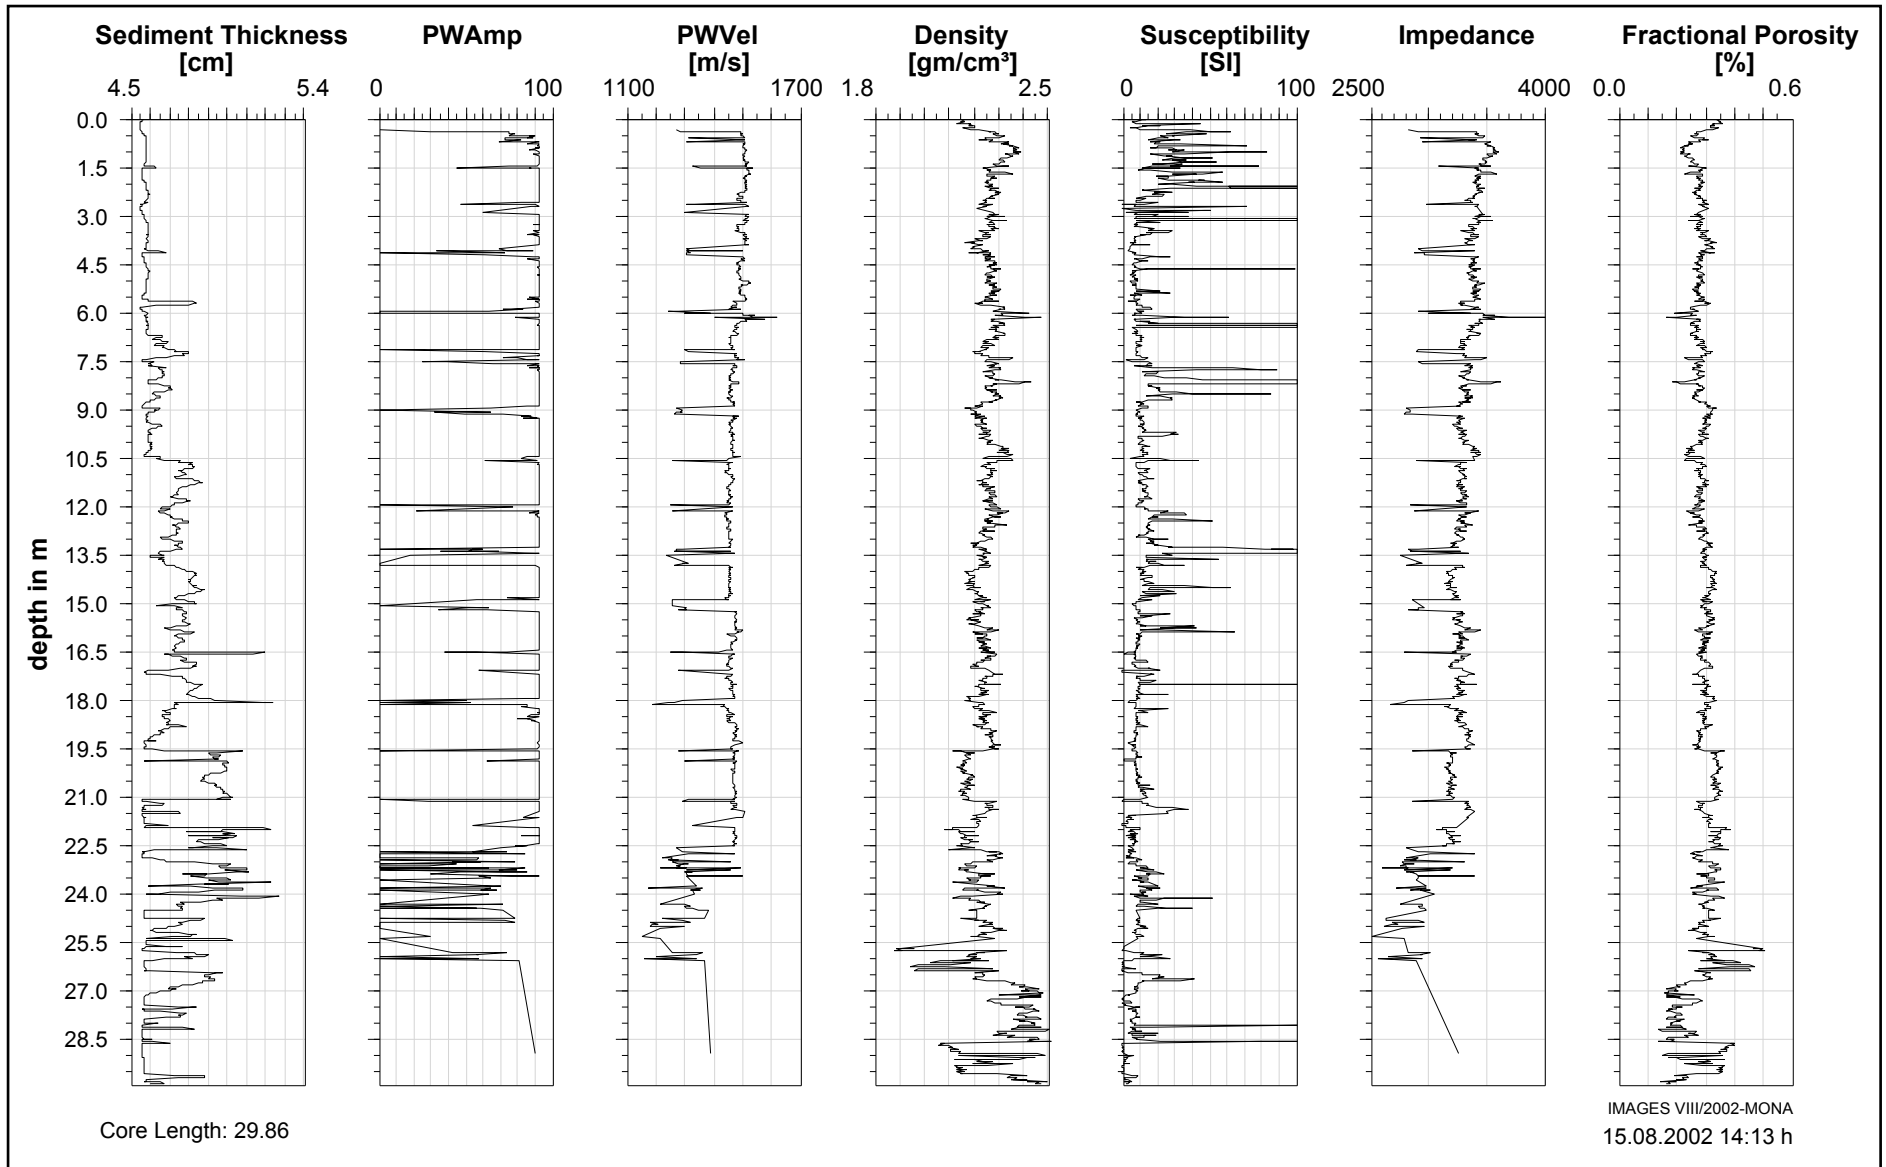 Sediment Thickness PWAmp PWVel Density Susceptibility Impedance Fractional Porosity
[cm] [m/s] [gm/cm³] [SI] [%]
4.5 5.4 0 100 1100 1700 1.8 2.5 0 100 2500 4000 0.0 0.6
0.0
1.5
3.0
4.5
6.0
7.5
9.0
10.5
12.0
13.5
15.0
16.5
18.0
19.5
21.0
22.5
24.0
25.5
27.0
28.5
depth in m
Core Length: 29.86
IMAGES VIII/2002-MONA
15.08.2002 14:13 h